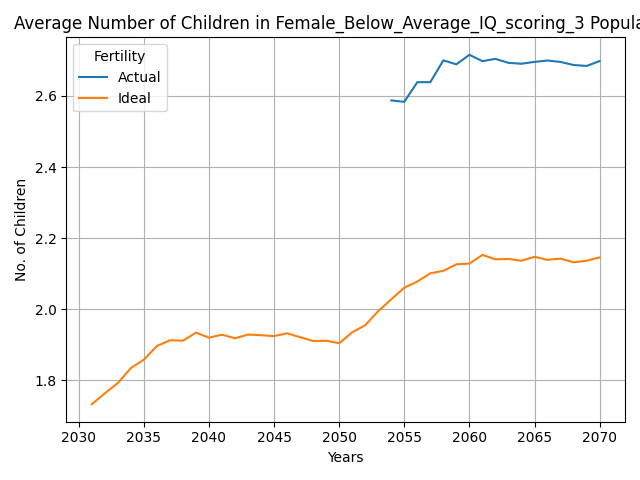 Average Number of Children in Female_Below_Average_IQ_scoring_3 Popula
Fertility
Actual
Ideal
No. of Children
2.6
2.4
2.2
2.0
1.8
2030 2035 2040 2045 2050 2055 2060 2065 2070
Years